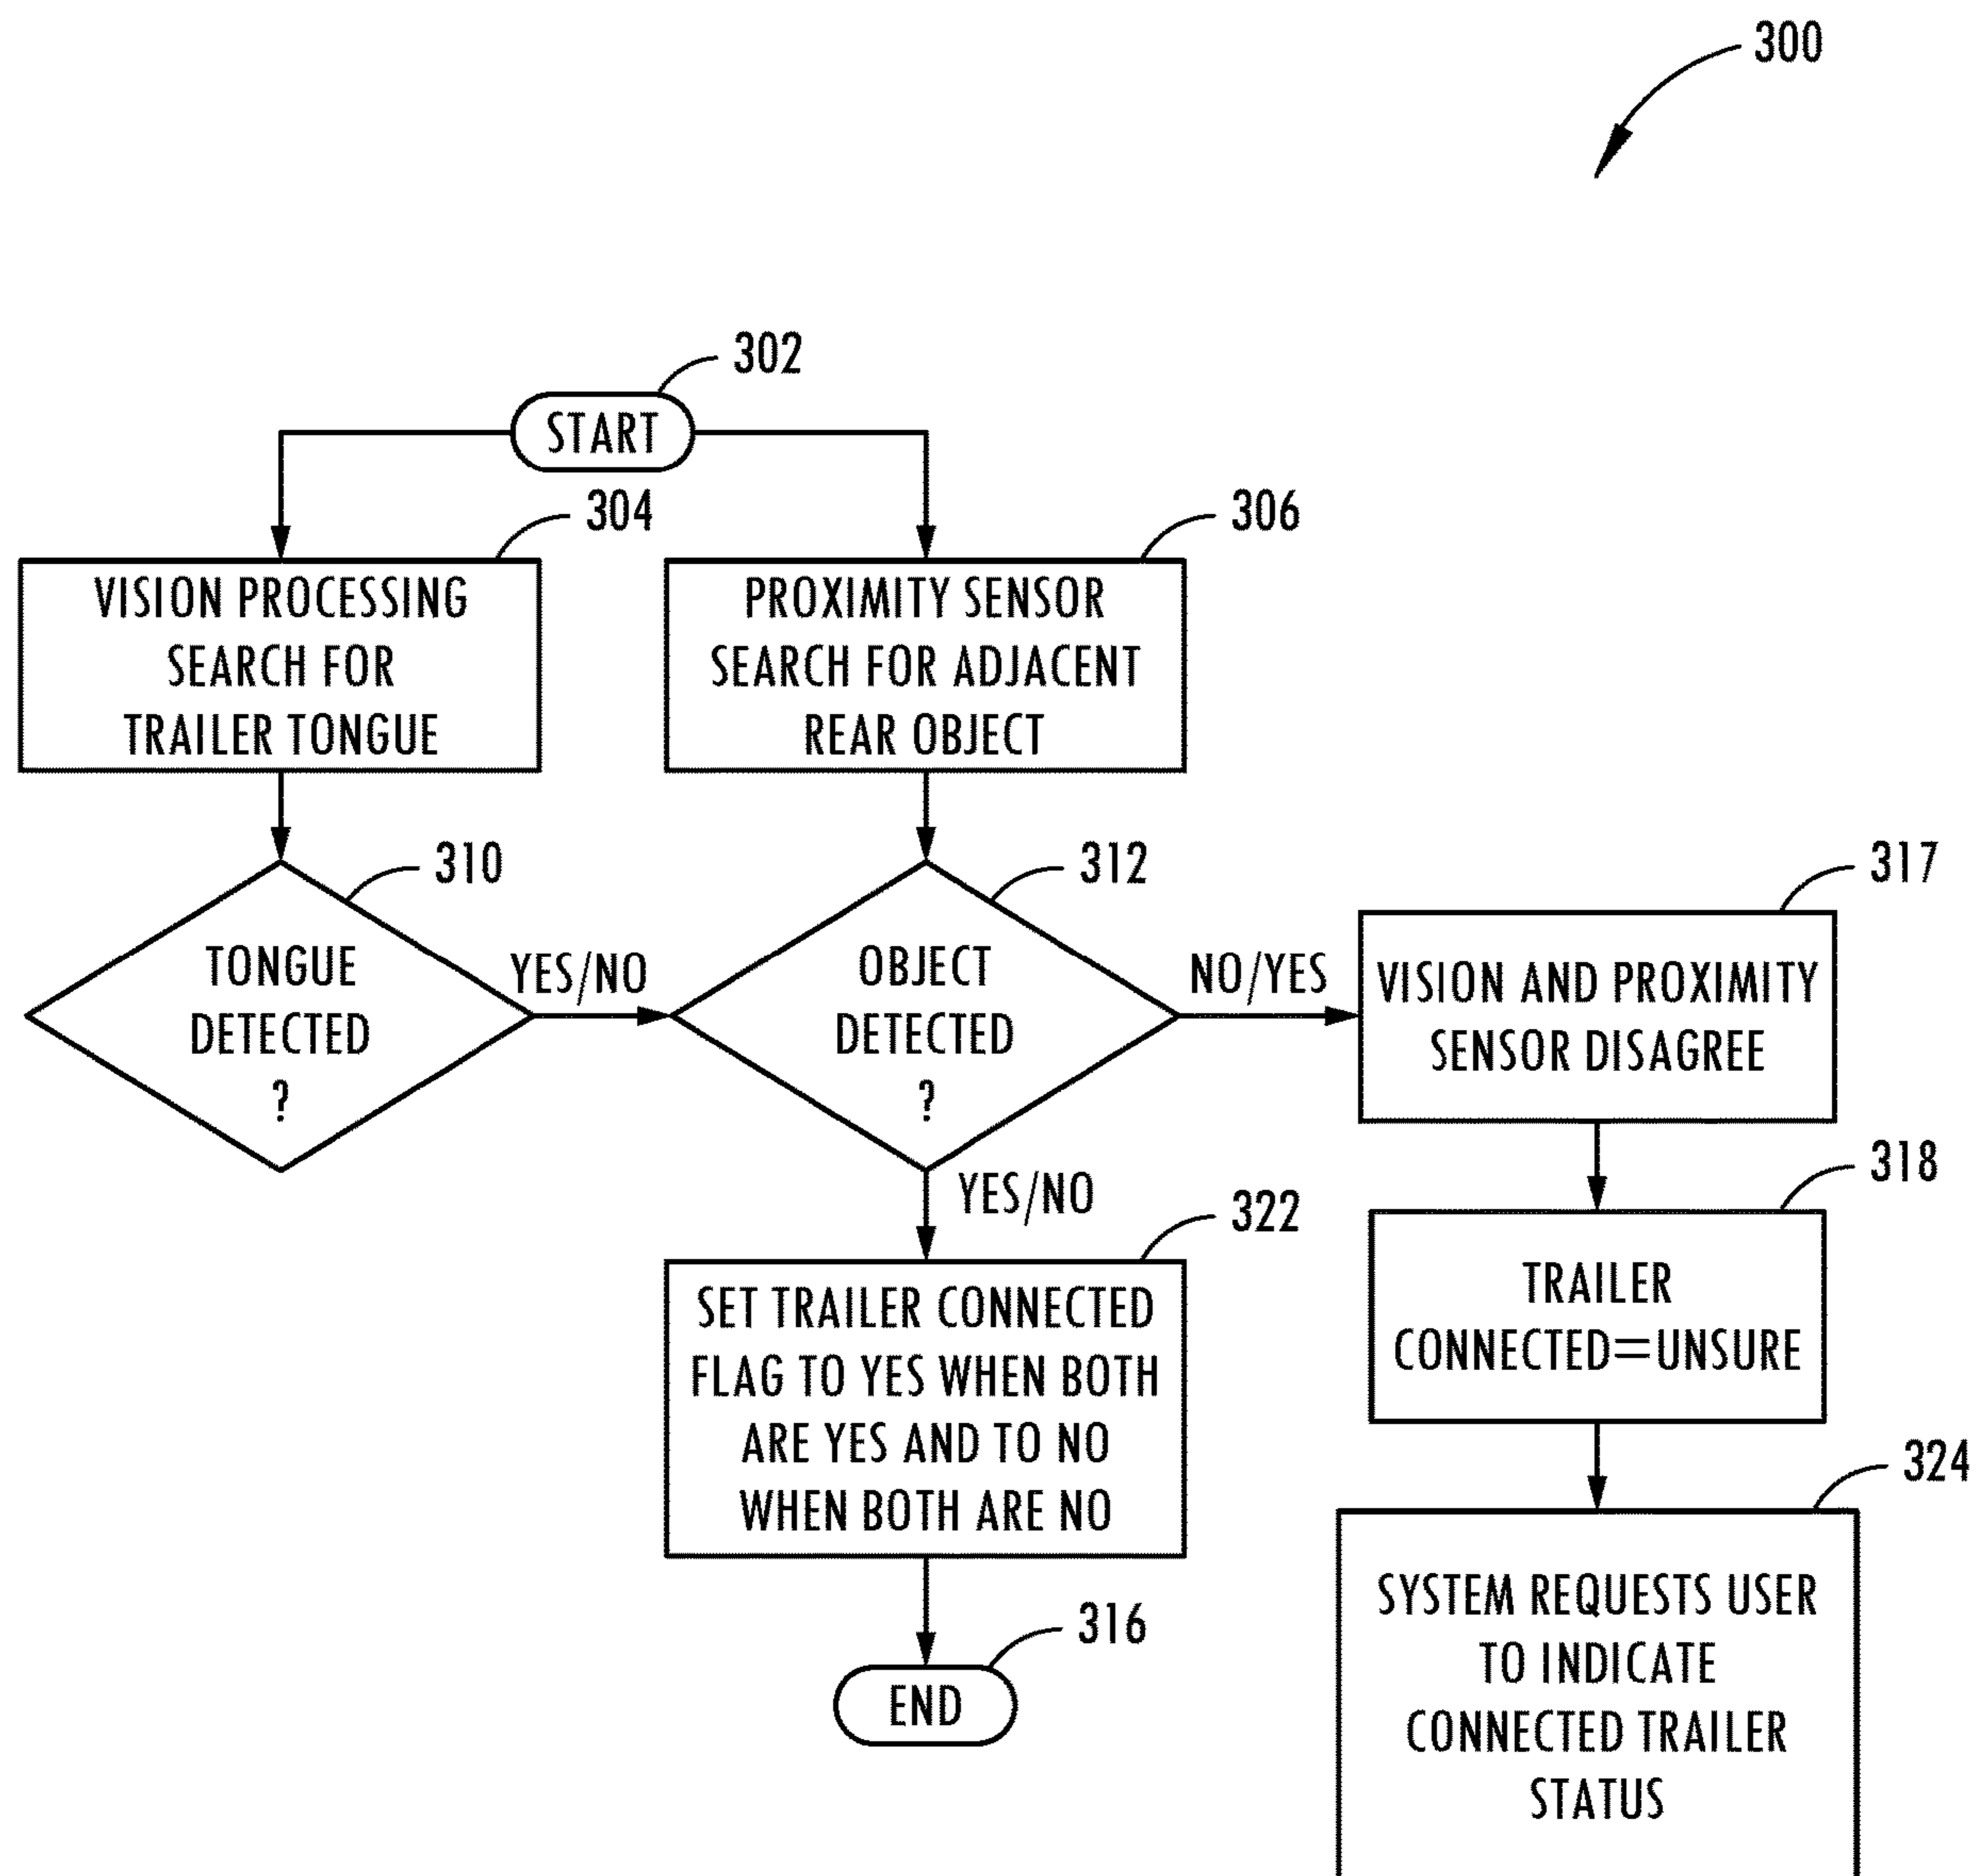 300
302
START
304
306
VISION PROCESSING
SEARCH FOR
TRAILER TONGUE
PROXIMITY SENSOR
SEARCH FOR ADJACENT
REAR OBJECT
310
312
317
TONGUE
DETECTED
?
YES/NO
OBJECT
DETECTED
?
NO/YES
VISION AND PROXIMITY
SENSOR DISAGREE
YES/NO
318
322
TRAILER
CONNECTED=UNSURE
SET TRAILER CONNECTED
FLAG TO YES WHEN BOTH
ARE YES AND TO NO
WHEN BOTH ARE NO
324
SYSTEM REQUESTS USER
TO INDICATE
CONNECTED TRAILER
STATUS
316
END